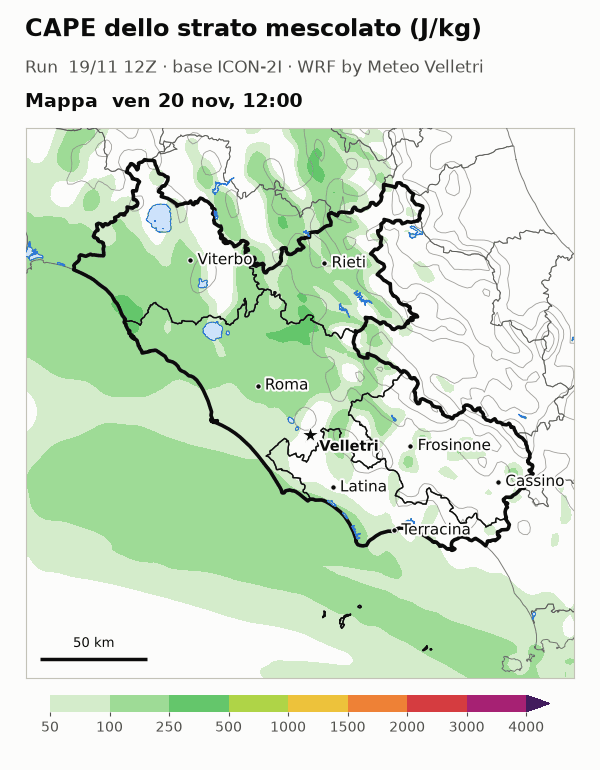 CAPE dello strato mescolato (J/kg)
Run  19/11 12Z · base ICON-2I · WRF by Meteo Velletri
Mappa  ven 20 nov, 12:00
Viterbo
Rieti
Roma
Velletri
Frosinone
Latina
Cassino
Terracina
50 km
50 100 250 500 1000 1500 2000 3000 4000